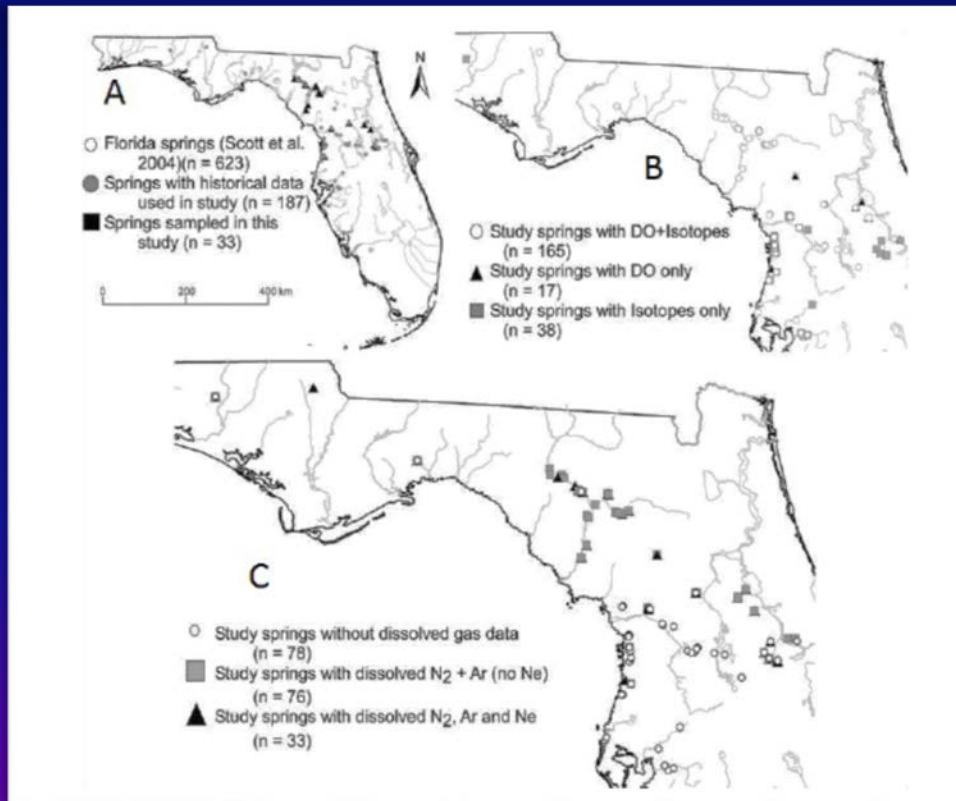 A
N
Florida springs (Scott et al.
2004)(n = 623)
Springs with historical data
used in study (n = 187)
Springs sampled in this
study (n = 33)
0 200 400 km
B
Study springs with DO+Isotopes
(n = 165)
Study springs with DO only
(n = 17)
Study springs with Isotopes only
(n = 38)
C
Study springs without dissolved gas data
(n = 78)
Study springs with dissolved N₂ + Ar (no Ne)
(n = 76)
Study springs with dissolved N₂, Ar and Ne
(n = 33)